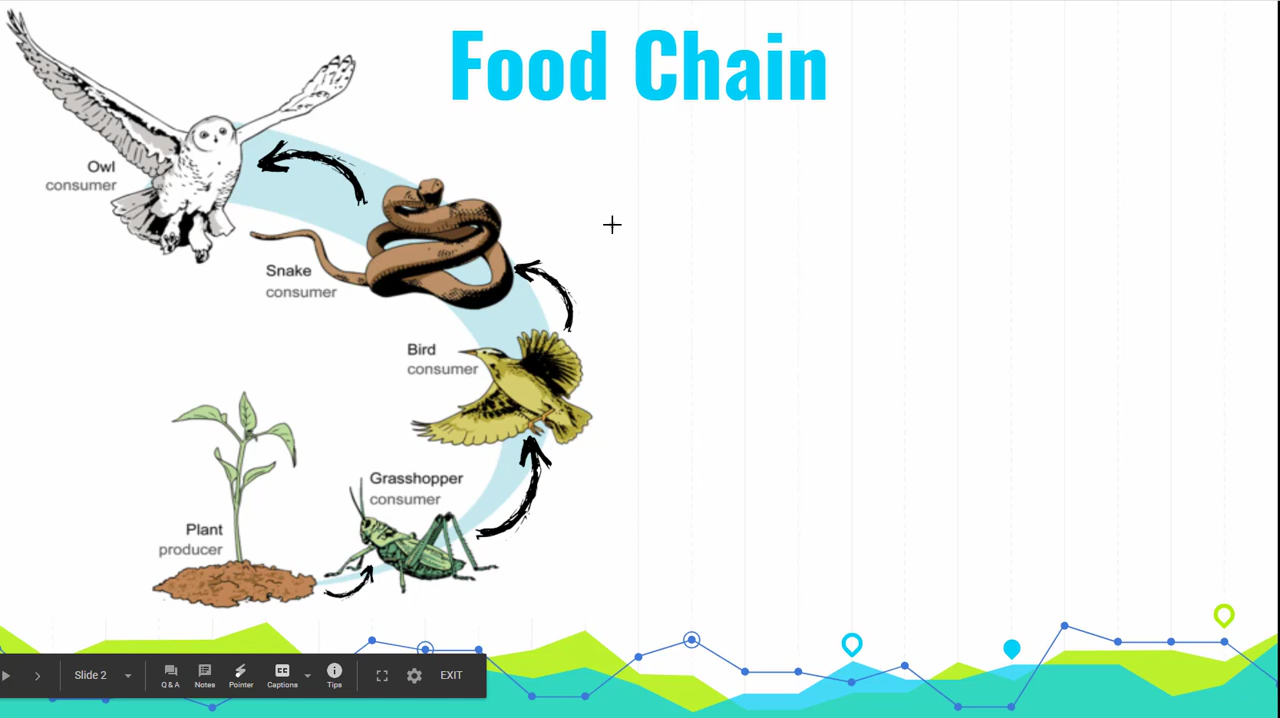 Food Chain
Owl
consumer
Snake
consumer
Bird
consumer
Grasshopper
consumer
Plant
producer
Slide 2
Q & A
Notes
Pointer
Captions
Tips
EXIT